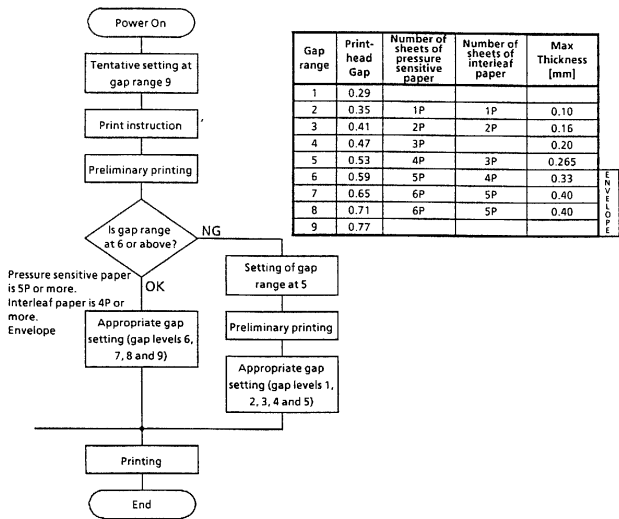 Power On
Tentative setting at
gap range 9
Print instruction
Preliminary printing
Is gap range
at 6 or above?
NG
OK
Pressure sensitive paper
is 5P or more.
Interleaf paper is 4P or
more.
Envelope
Appropriate gap
setting (gap levels 6,
7, 8 and 9)
Setting of gap
range at 5
Preliminary printing
Appropriate gap
setting (gap levels 1,
2, 3, 4 and 5)
Printing
End
Gap range Print-head Gap Number of sheets of pressure sensitive paper Number of sheets of interleaf paper Max Thickness [mm]
1 0.29
2 0.35 1P 1P 0.10
3 0.41 2P 2P 0.16
4 0.47 3P 0.20
5 0.53 4P 3P 0.265
6 0.59 5P 4P 0.33
7 0.65 6P 5P 0.40
8 0.71 6P 5P 0.40
9 0.77
ENVELOPE